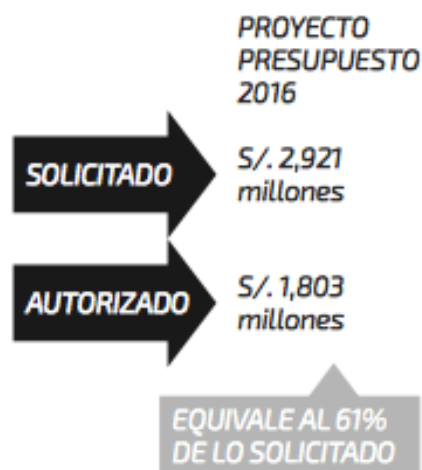 PROYECTO
PRESUPUESTO
2016
SOLICITADO
S/. 2,921
millones
AUTORIZADO
S/. 1,803
millones
EQUIVALE AL 61%
DE LO SOLICITADO